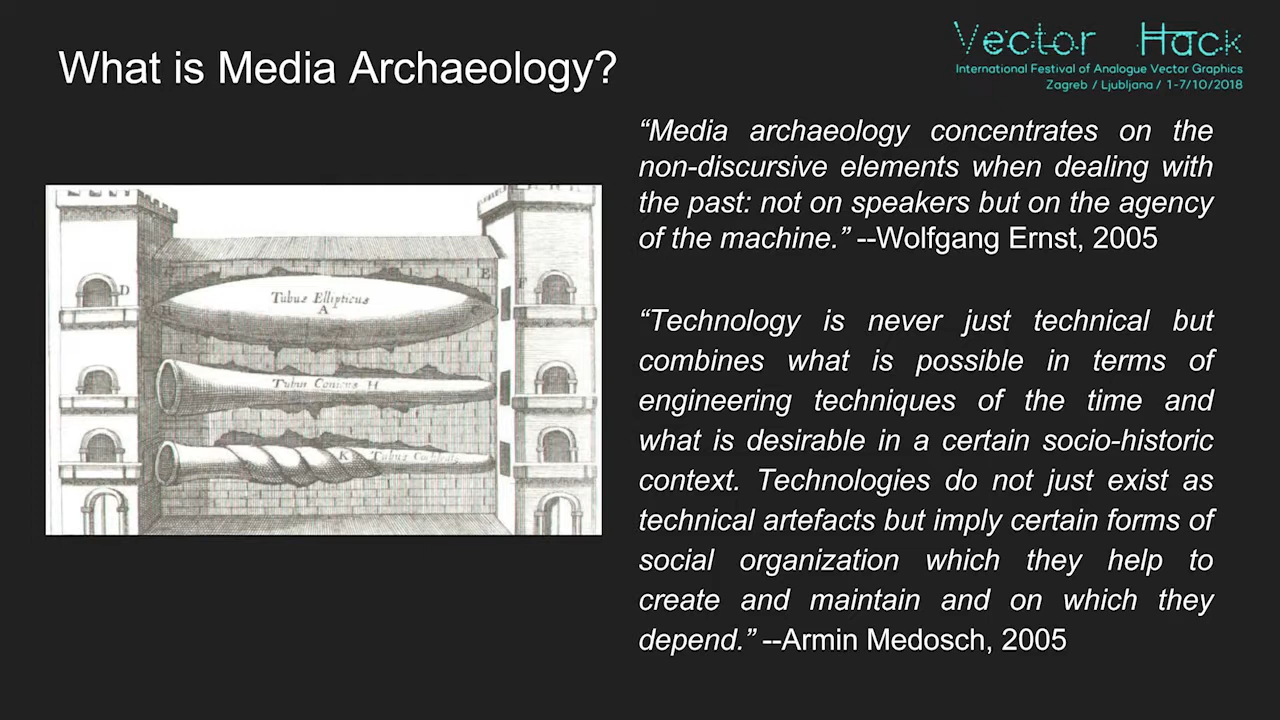 What is Media Archaeology?
Vector Hack
International Festival of Analogue Vector Graphics
Zagreb / Ljubljana / 1-7/10/2018
“Media archaeology concentrates on the
non-discursive elements when dealing with
the past: not on speakers but on the agency
of the machine.” --Wolfgang Ernst, 2005
“Technology is never just technical but
combines what is possible in terms of
engineering techniques of the time and
what is desirable in a certain socio-historic
context. Technologies do not just exist as
technical artefacts but imply certain forms of
social organization which they help to
create and maintain and on which they
depend.” --Armin Medosch, 2005
D
E
F
Tubus Ellipticus
A
Tubus Conicus H
K Tubus